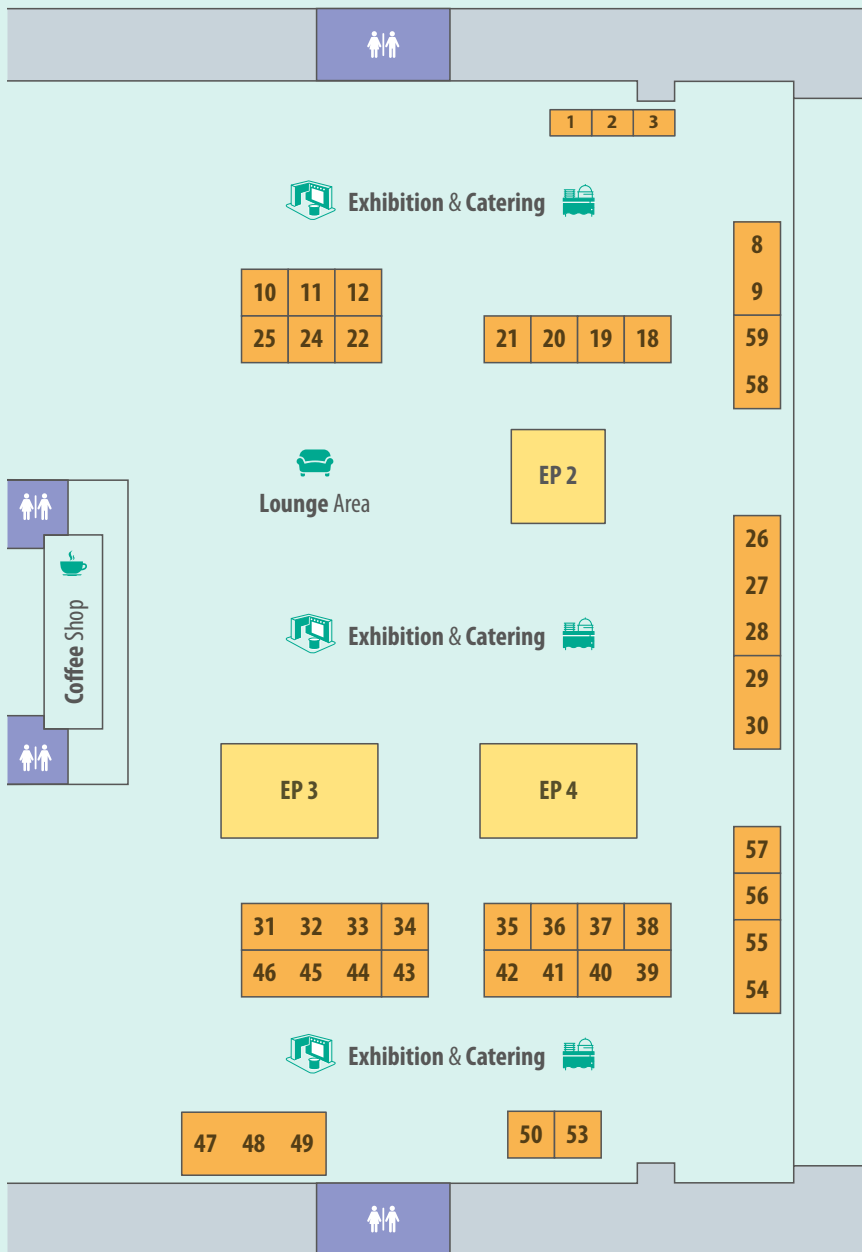 1 2 3
Exhibition & Catering
8
9
59
58
10 11 12
25 24 22
21 20 19 18
Lounge Area
EP 2
Coffee Shop
26
27
28
29
30
Exhibition & Catering
EP 3
EP 4
57
56
55
54
31 32 33 34
46 45 44 43
35 36 37 38
42 41 40 39
Exhibition & Catering
47 48 49
50 53